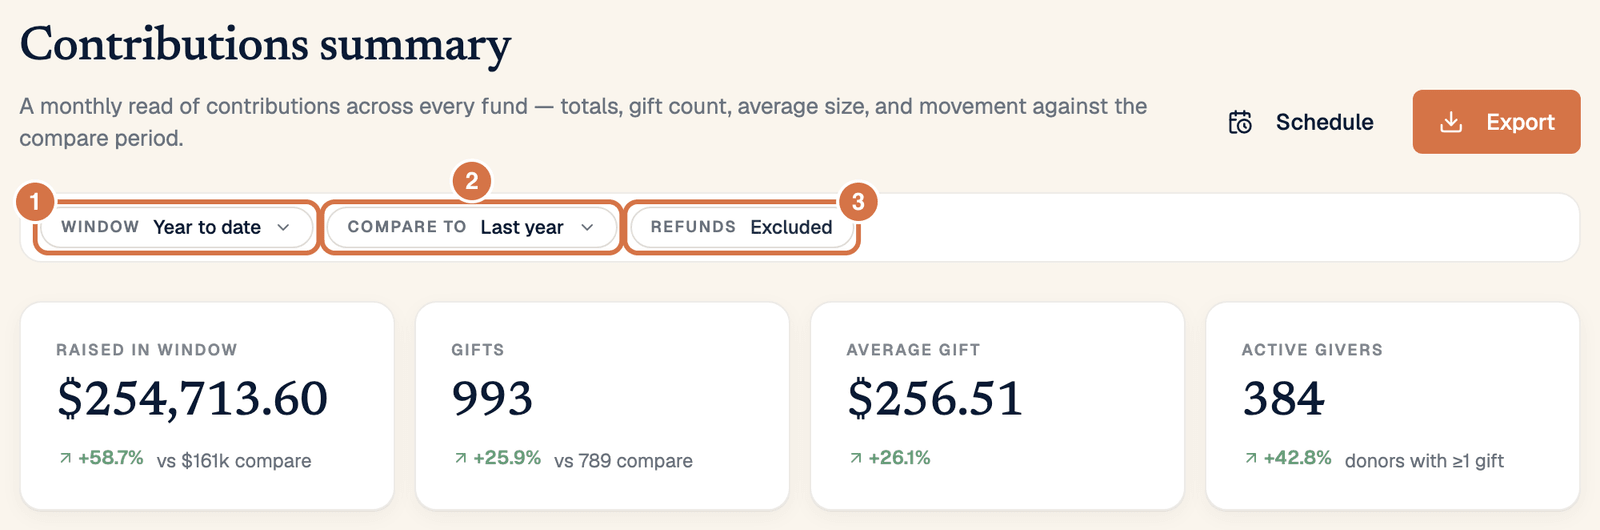 Contributions summary
A monthly read of contributions across every fund — totals, gift count, average size, and movement against the
compare period.
Schedule
Export
1
2
3
WINDOW Year to date
COMPARE TO Last year
REFUNDS Excluded
RAISED IN WINDOW
$254,713.60
+58.7% vs $161k compare
GIFTS
993
+25.9% vs 789 compare
AVERAGE GIFT
$256.51
+26.1%
ACTIVE GIVERS
384
+42.8% donors with ≥1 gift